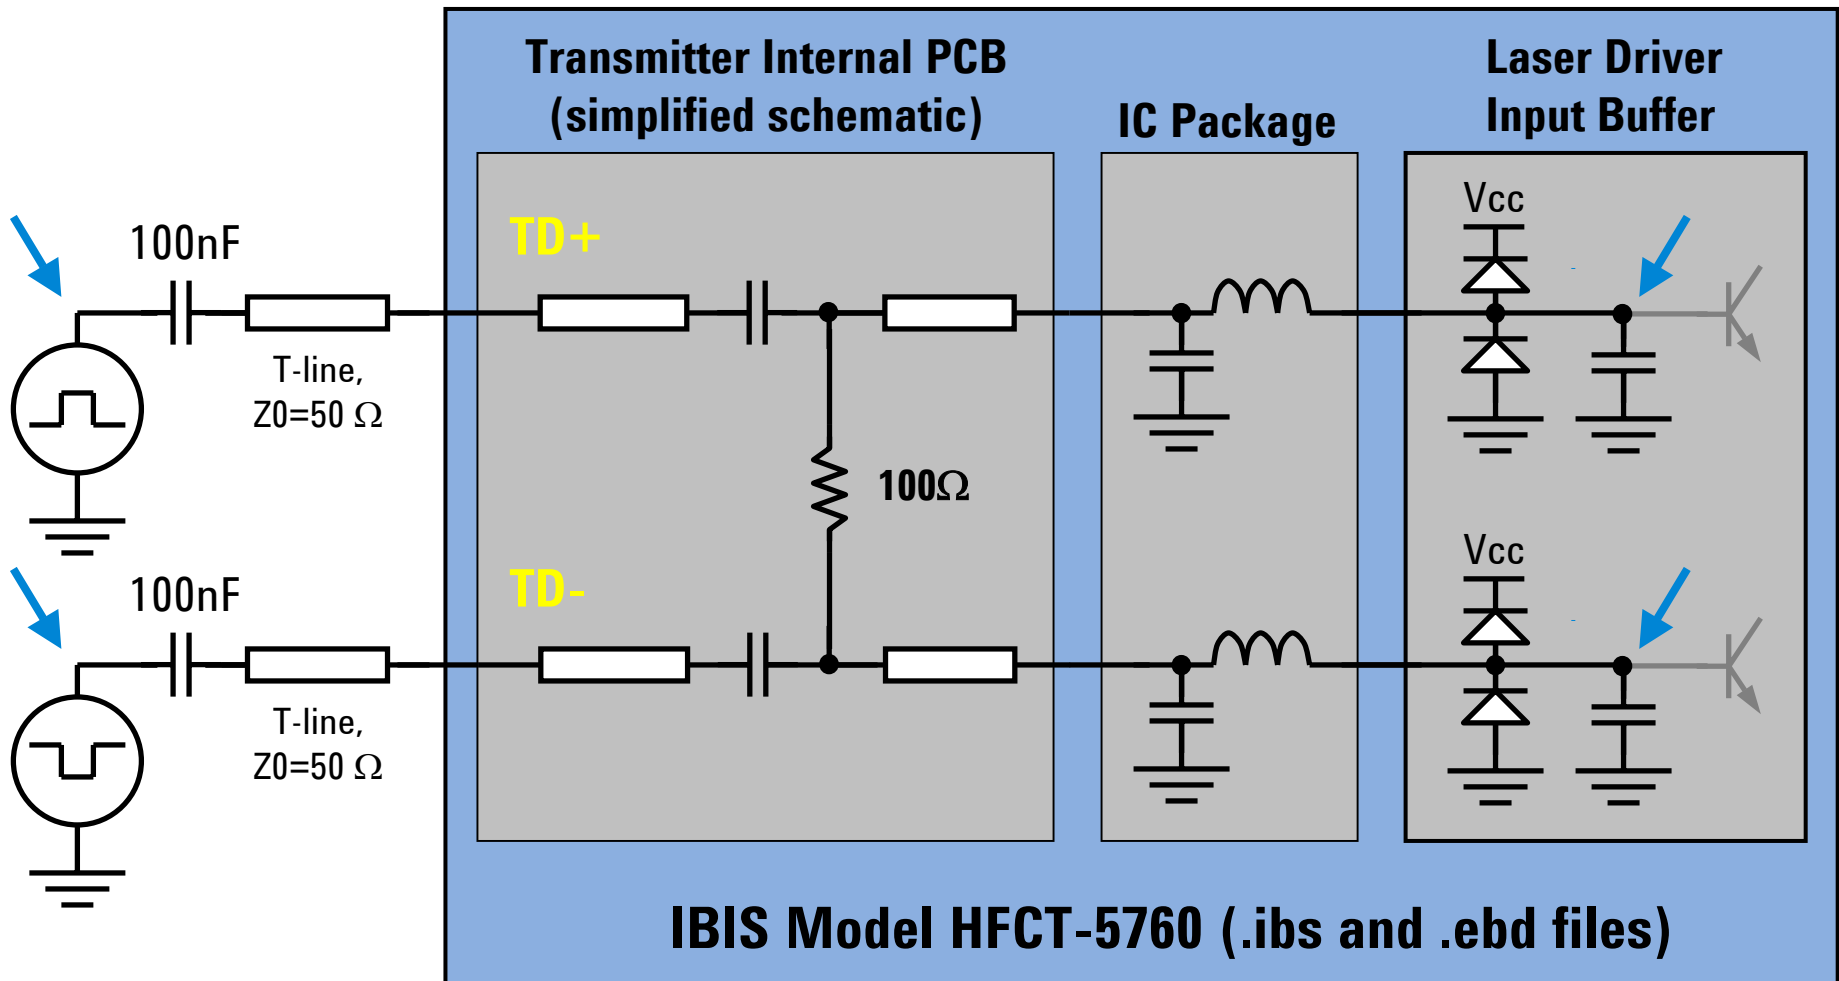 Transmitter Internal PCB
(simplified schematic)
IC Package
Laser Driver
Input Buffer
100nF
TD+
Vcc
T-line,
Z0=50 Ω
100Ω
100nF
TD-
Vcc
T-line,
Z0=50 Ω
IBIS Model HFCT-5760 (.ibs and .ebd files)